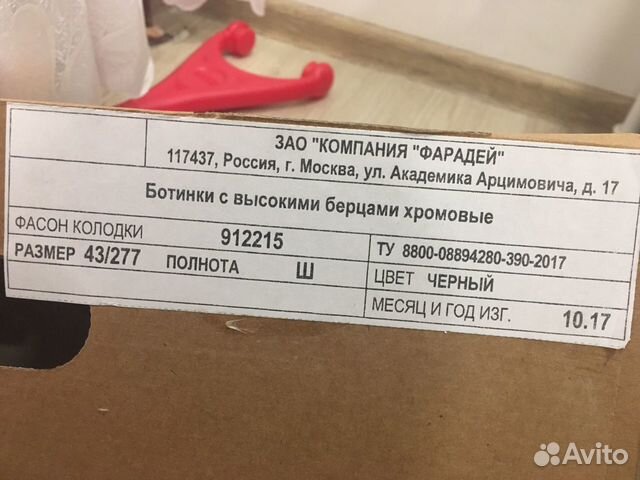 ЗАО "КОМПАНИЯ "ФАРАДЕЙ"
117437, Россия, г. Москва, ул. Академика Арцимовича, д. 17
Ботинки с высокими берцами хромовые
ФАСОН КОЛОДКИ 912215
ТУ 8800-08894280-390-2017
РАЗМЕР 43/277 ПОЛНОТА Ш
ЦВЕТ ЧЕРНЫЙ
МЕСЯЦ И ГОД ИЗГ. 10.17
Avito